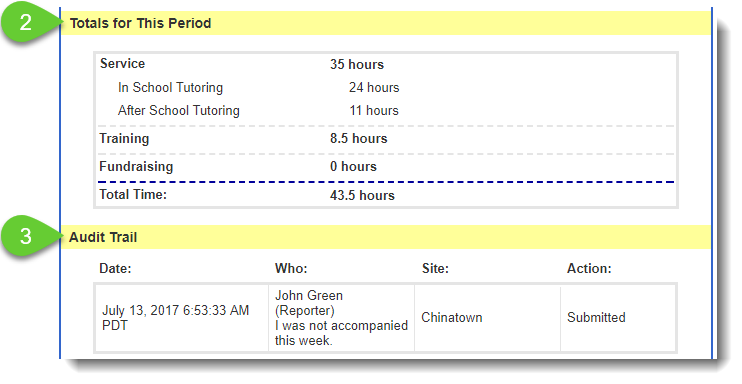 2 Totals for This Period
Service 35 hours
In School Tutoring 24 hours
After School Tutoring 11 hours
Training 8.5 hours
Fundraising 0 hours
Total Time: 43.5 hours
3 Audit Trail
Date: Who: Site: Action:
July 13, 2017 6:53:33 AM
PDT
John Green
(Reporter)
I was not accompanied
this week.
Chinatown
Submitted